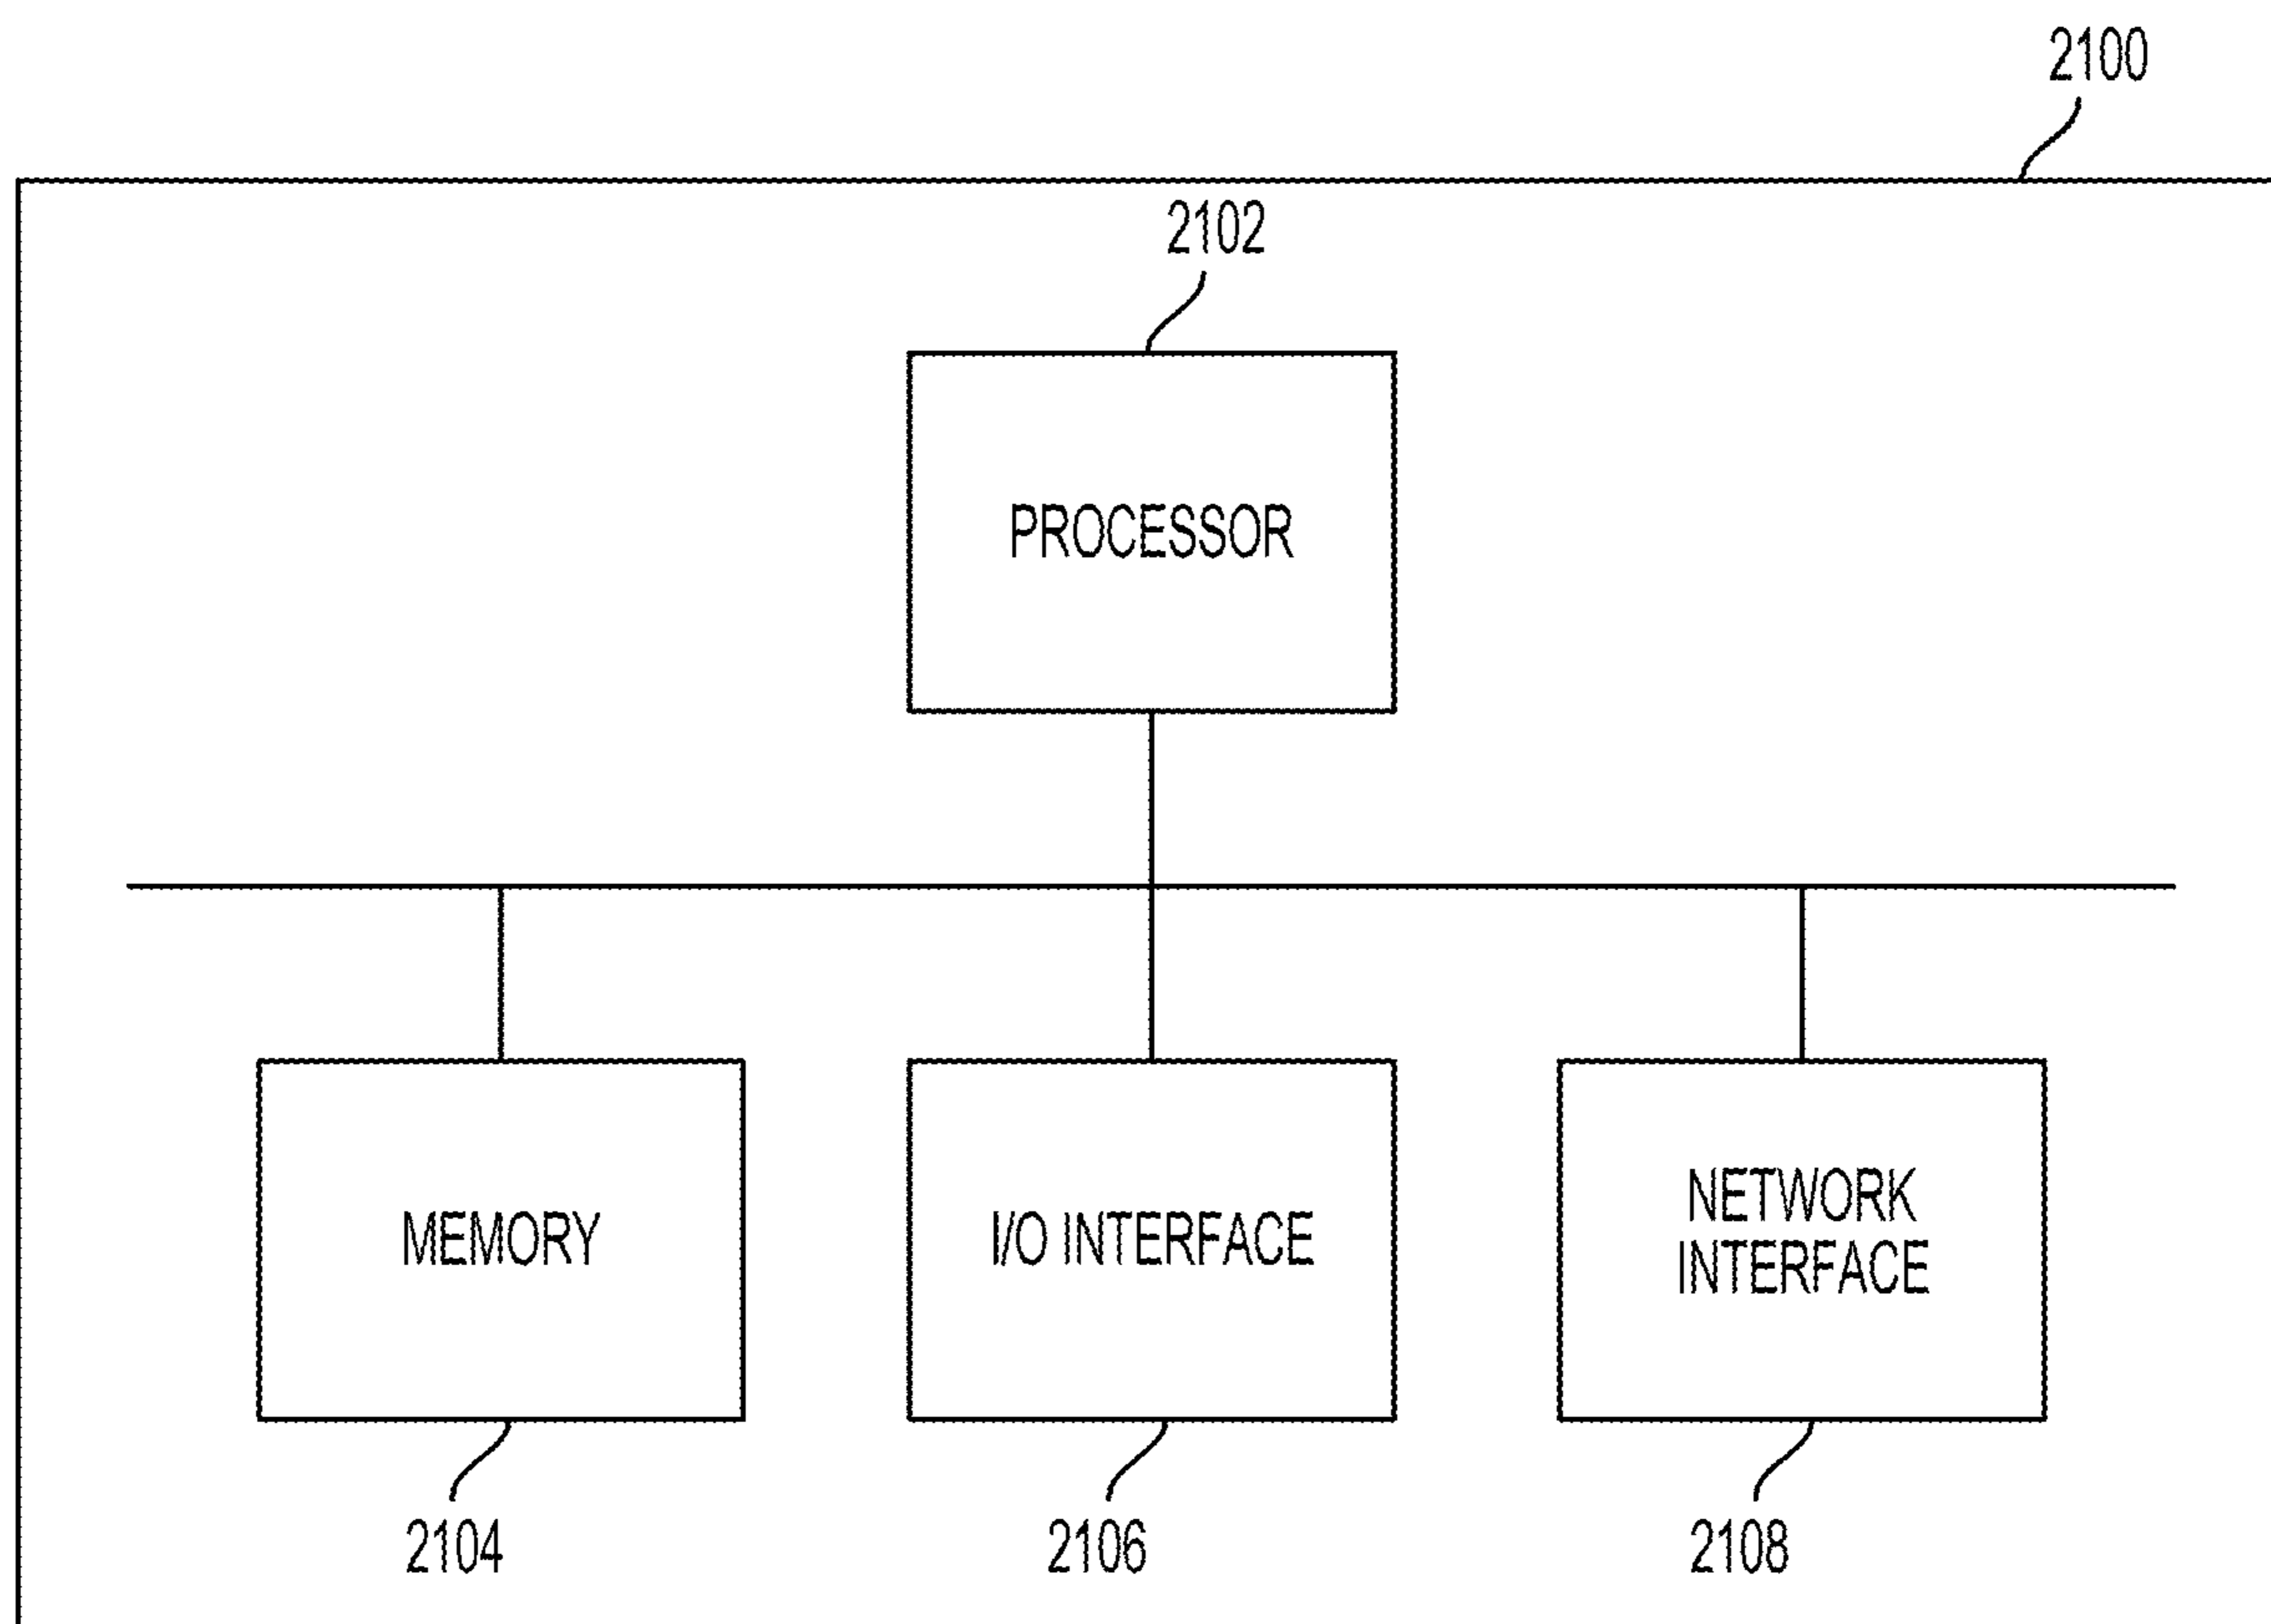 2100
2102
PROCESSOR
MEMORY
I/O INTERFACE
NETWORK
INTERFACE
2104
2106
2108